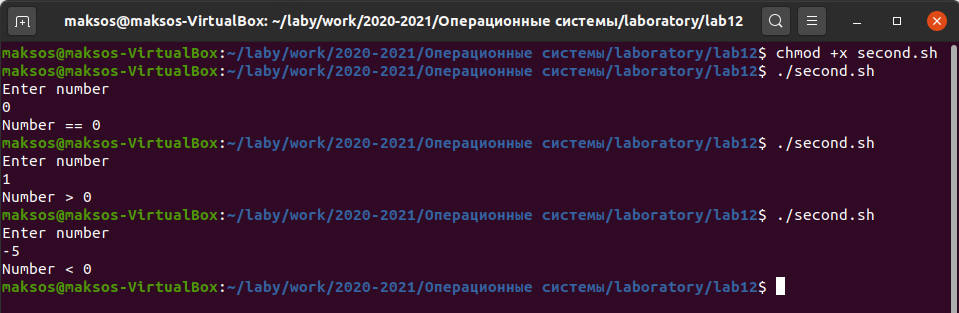 maksos@maksos-VirtualBox: ~/laby/work/2020-2021/Операционные системы/laboratory/lab12
maksos@maksos-VirtualBox:~/laby/work/2020-2021/Операционные системы/laboratory/lab12$ chmod +x second.sh
maksos@maksos-VirtualBox:~/laby/work/2020-2021/Операционные системы/laboratory/lab12$ ./second.sh
Enter number
0
Number == 0
maksos@maksos-VirtualBox:~/laby/work/2020-2021/Операционные системы/laboratory/lab12$ ./second.sh
Enter number
1
Number > 0
maksos@maksos-VirtualBox:~/laby/work/2020-2021/Операционные системы/laboratory/lab12$ ./second.sh
Enter number
-5
Number < 0
maksos@maksos-VirtualBox:~/laby/work/2020-2021/Операционные системы/laboratory/lab12$